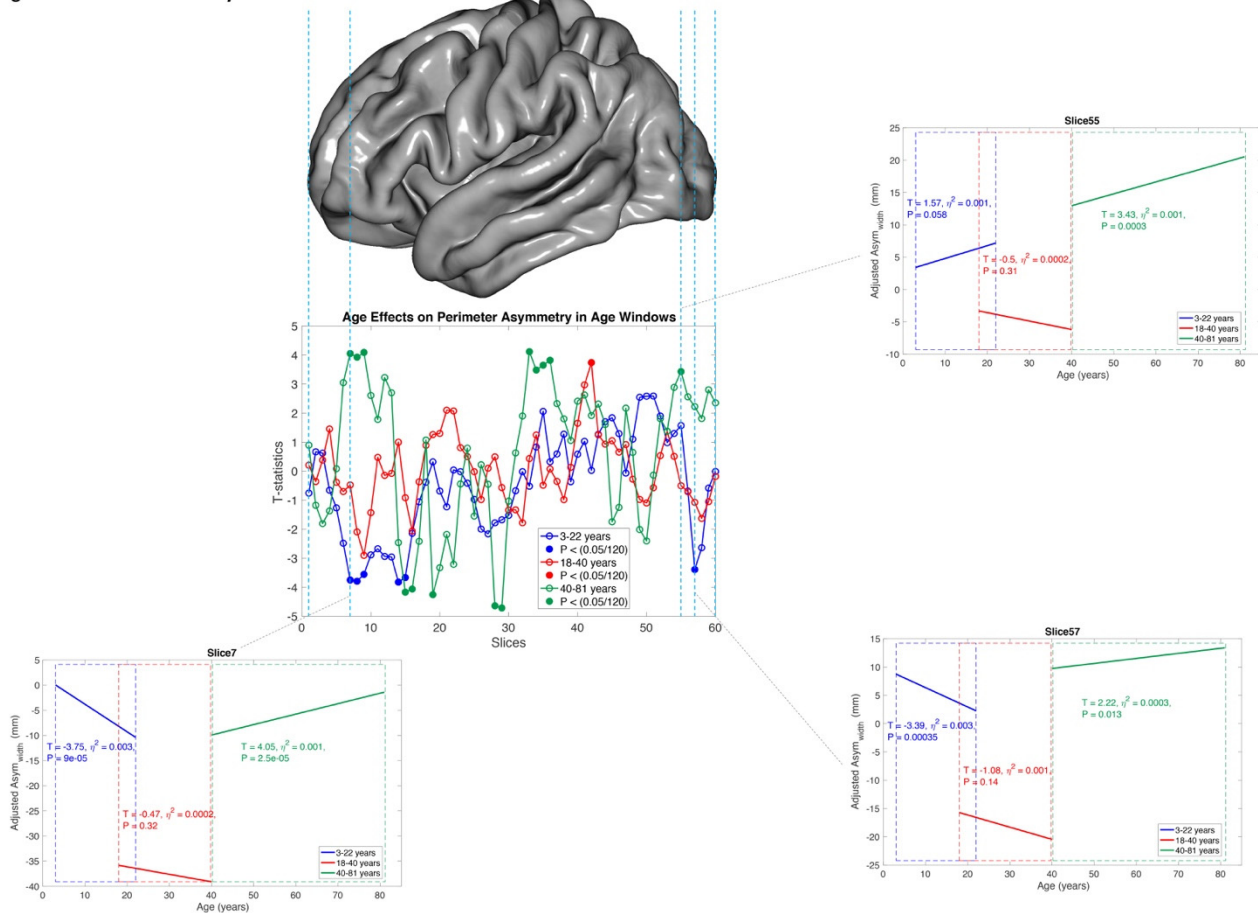 Age Effects on Perimeter Asymmetry in Age Windows
T-statistics
5
4
3
2
1
0
-1
-2
-3
-4
-5
0
10
20
30
40
50
60
Slices
3-22 years
P < (0.05/120)
18-40 years
P < (0.05/120)
40-81 years
P < (0.05/120)
Slice55
Adjusted Asym_width (mm)
25
20
15
10
5
0
-5
-10
T = 1.57, η² = 0.001,
P = 0.058
T = -0.5, η² = 0.0002,
P = 0.31
T = 3.43, η² = 0.001,
P = 0.0003
3-22 years
18-40 years
40-81 years
0
10
20
30
40
50
60
70
80
Age (years)
Slice7
Adjusted Asym_width (mm)
5
0
-5
-10
-15
-20
-25
-30
-35
-40
T = -3.75, η² = 0.003,
P = 9e-05
T = -0.47, η² = 0.0002,
P = 0.32
T = 4.05, η² = 0.001,
P = 2.5e-05
3-22 years
18-40 years
40-81 years
0
10
20
30
40
50
60
70
80
Age (years)
Slice57
Adjusted Asym_width (mm)
15
10
5
0
-5
-10
-15
-20
-25
T = -3.39, η² = 0.003,
P = 0.00035
T = -1.08, η² = 0.001,
P = 0.14
T = 2.22, η² = 0.0003,
P = 0.013
3-22 years
18-40 years
40-81 years
0
10
20
30
40
50
60
70
80
Age (years)